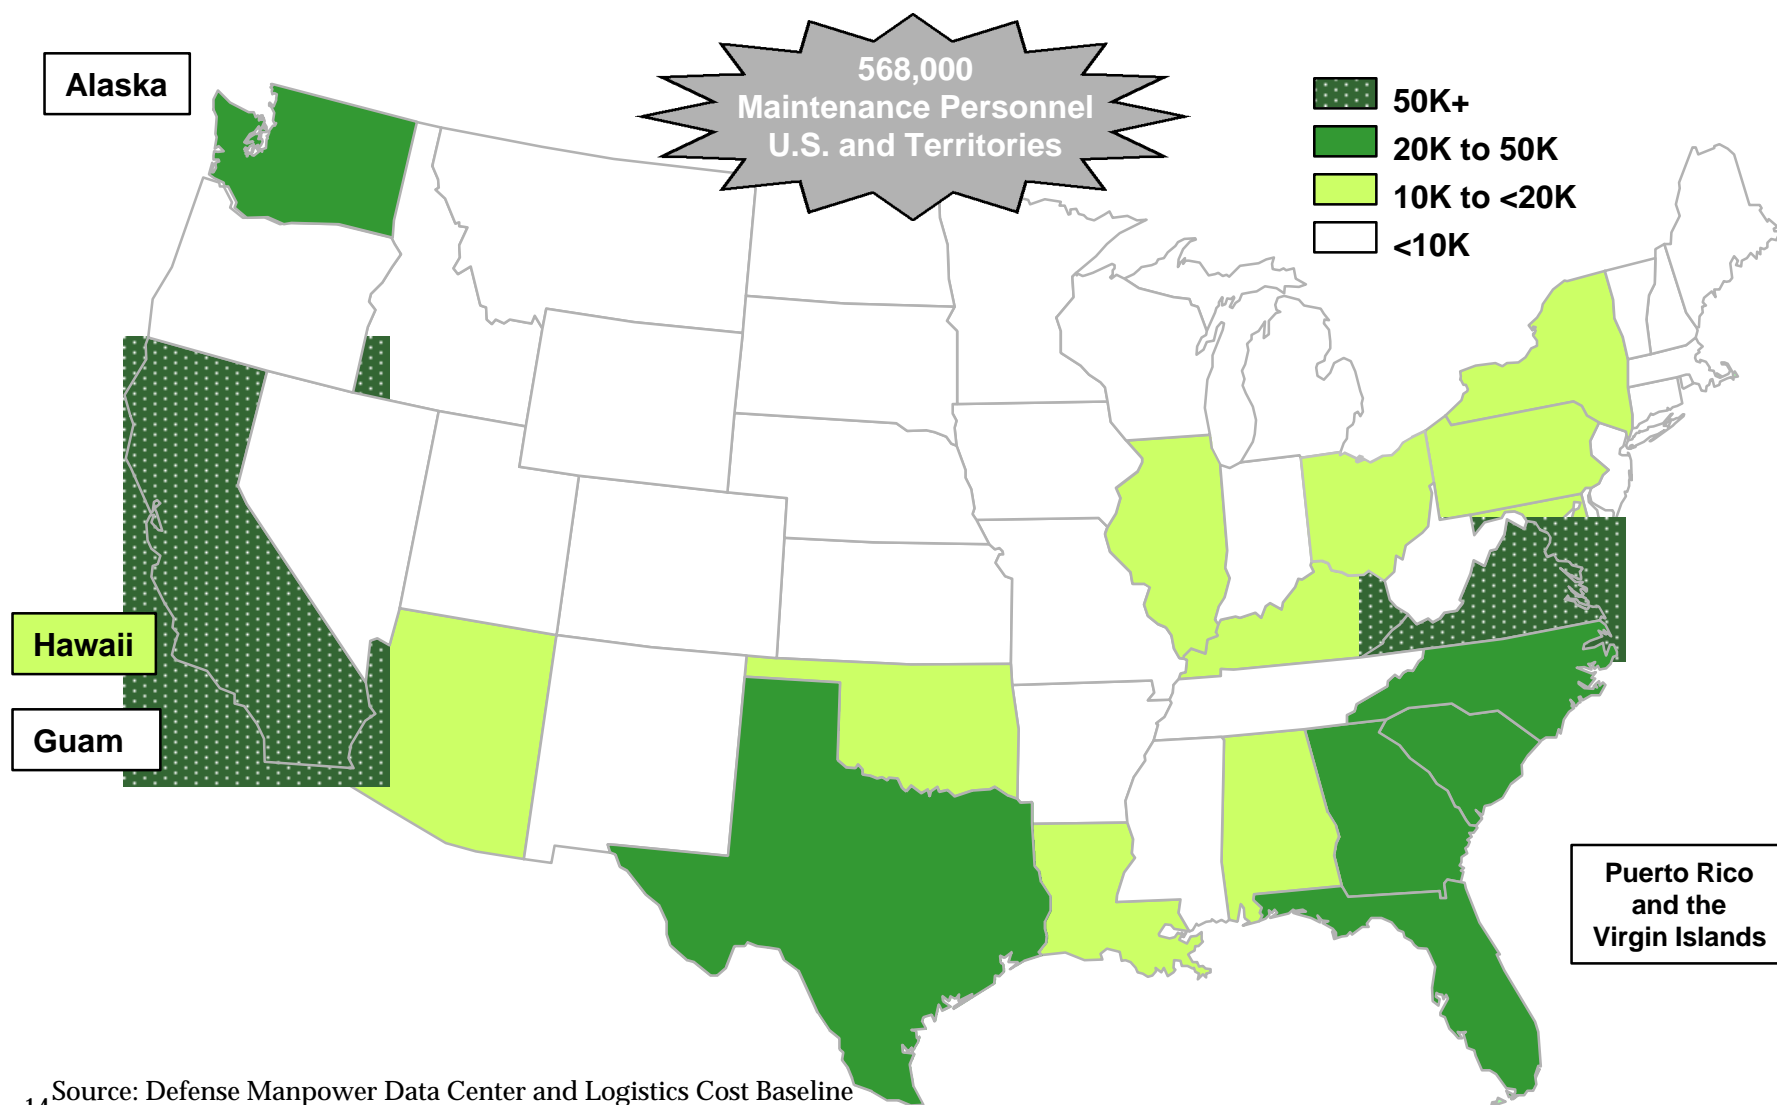 Alaska
568,000
Maintenance Personnel
U.S. and Territories
50K+
20K to 50K
10K to <20K
<10K
Hawaii
Guam
Puerto Rico
and the
Virgin Islands
Source: Defense Manpower Data Center and Logistics Cost Baseline
14